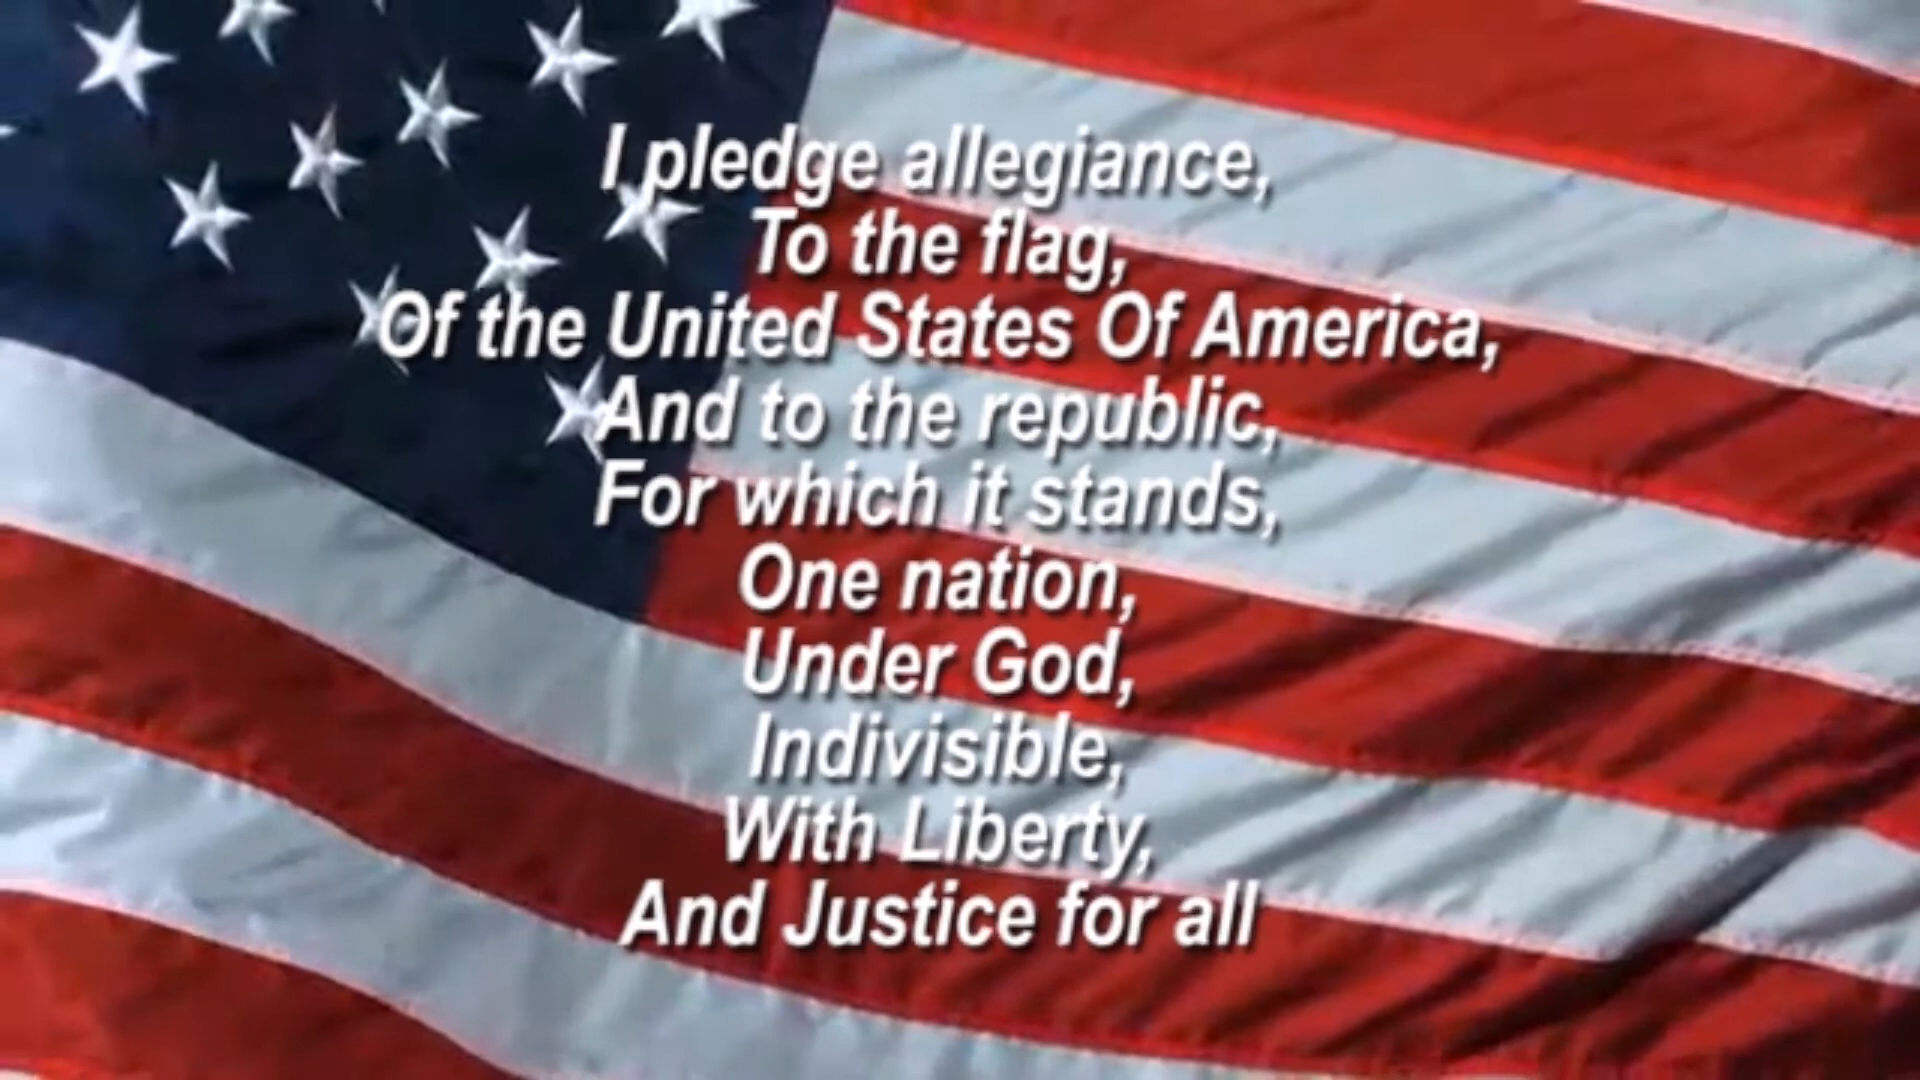 I pledge allegiance,
To the flag,
Of the United States Of America,
And to the republic,
For which it stands,
One nation,
Under God,
Indivisible,
With Liberty,
And Justice for all